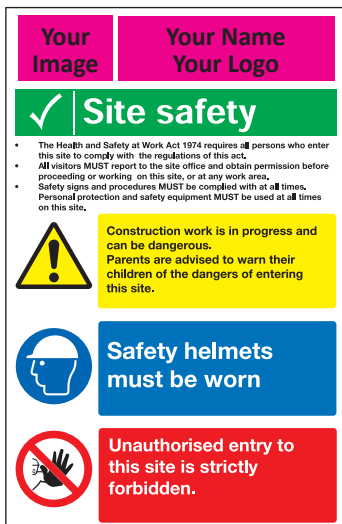 Your
Image
Your Name
Your Logo
Site safety
• The Health and Safety at Work Act 1974 requires all persons who enter
this site to comply with the regulations of this act.
• All visitors MUST report to the site office and obtain permission before
proceeding or working on this site, or at any work area.
• Safety signs and procedures MUST be complied with at all times.
Personal protection and safety equipment MUST be used at all times
on this site.
Construction work is in progress and
can be dangerous.
Parents are advised to warn their
children of the dangers of entering
this site.
Safety helmets
must be worn
Unauthorised entry to
this site is strictly
forbidden.